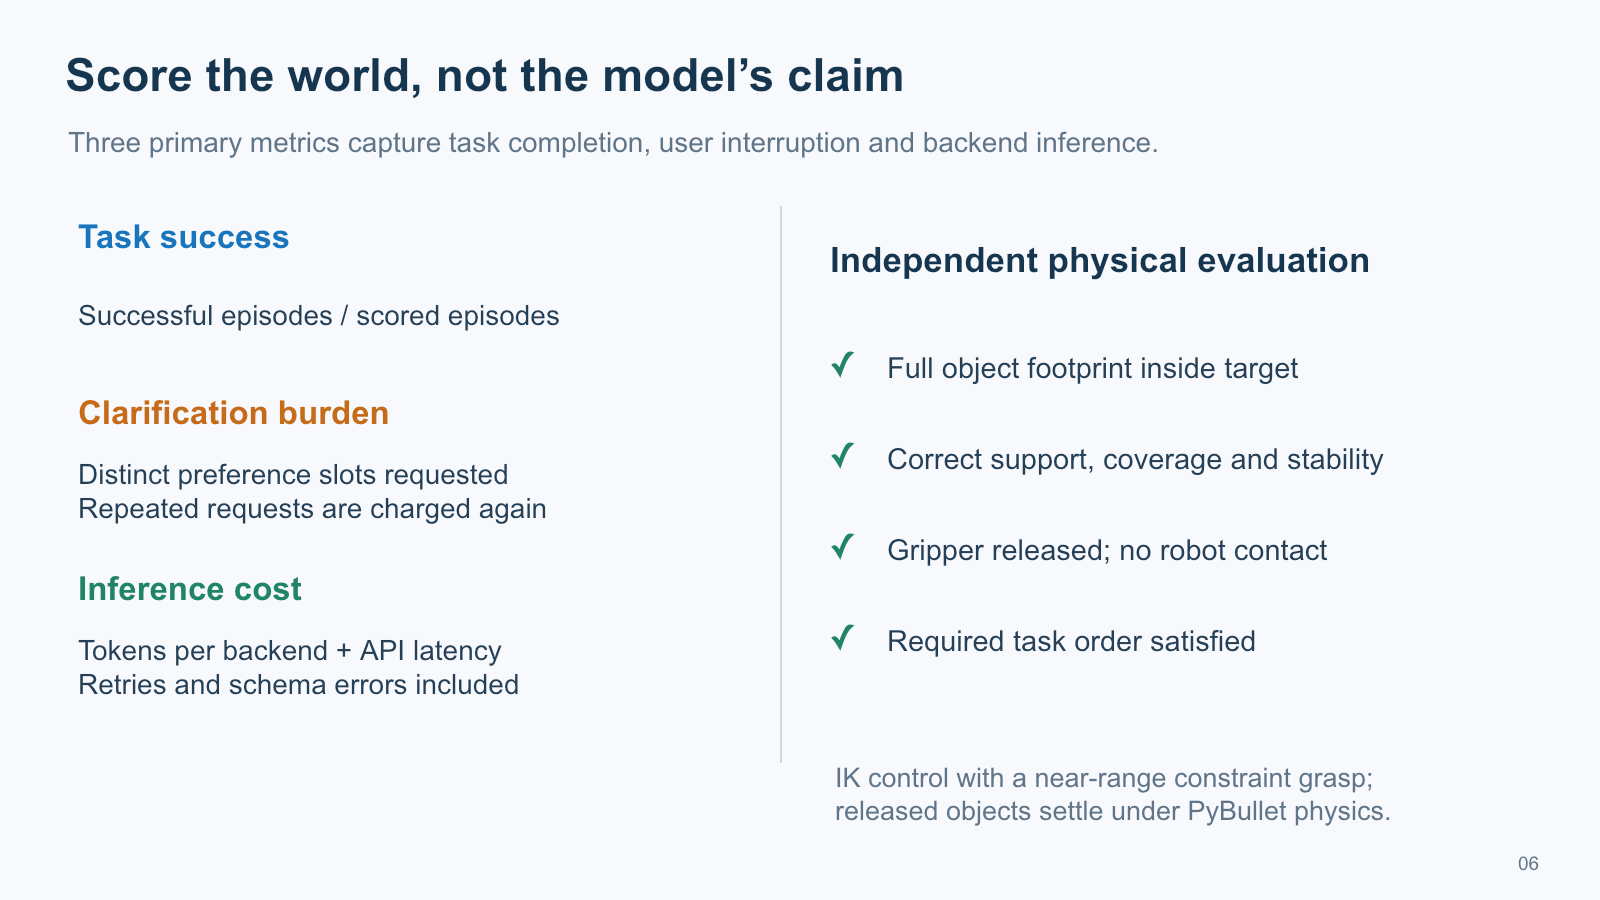 Score the world, not the model’s claim
Three primary metrics capture task completion, user interruption and backend inference.
Task success
Successful episodes / scored episodes
Clarification burden
Distinct preference slots requested
Repeated requests are charged again
Inference cost
Tokens per backend + API latency
Retries and schema errors included
Independent physical evaluation
✓ Full object footprint inside target
✓ Correct support, coverage and stability
✓ Gripper released; no robot contact
✓ Required task order satisfied
IK control with a near-range constraint grasp;
released objects settle under PyBullet physics.
06